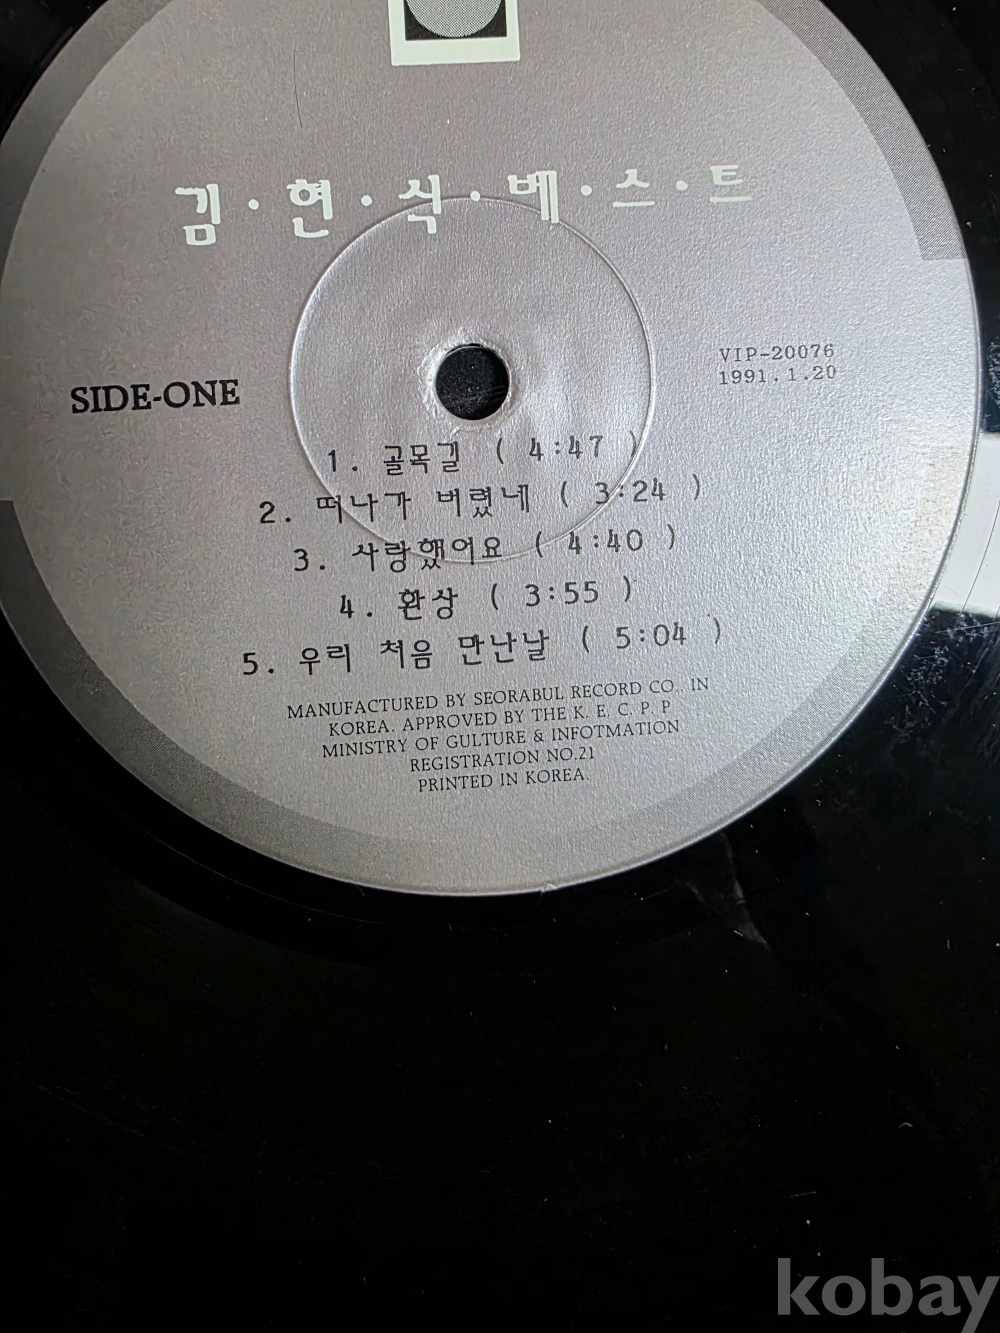 김·현·식·베·스·트
VIP-20076
1991.1.20
SIDE-ONE
1. 골목길 ( 4:47 )
2. 떠나가 버렸네 ( 3:24 )
3. 사랑했어요 ( 4:40 )
4. 환상 ( 3:55 )
5. 우리 처음 만난날 ( 5:04 )
MANUFACTURED BY SEORABUL RECORD CO., IN
KOREA. APPROVED BY THE K. E. C. P. P
MINISTRY OF GULTURE & INFOTMATION
REGISTRATION NO.21
PRINTED IN KOREA.
kobay